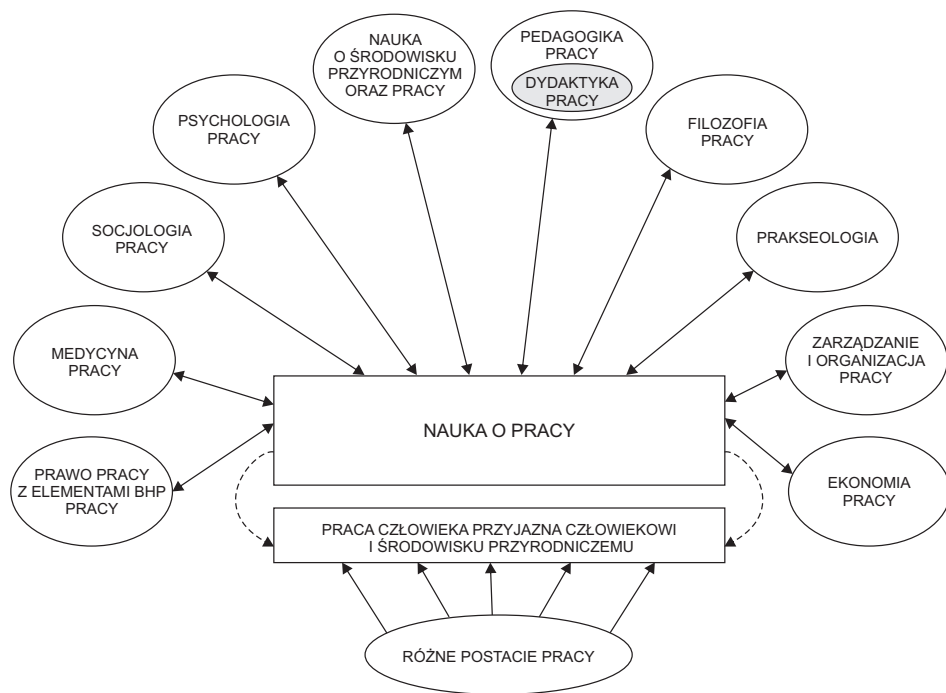 NAUKA
O ŚRODOWISKU
PRZYRODNICZYM
ORAZ PRACY
PEDAGOGIKA
PRACY
DYDAKTYKA
PRACY
PSYCHOLOGIA
PRACY
FILOZOFIA
PRACY
SOCJOLOGIA
PRACY
PRAKSEOLOGIA
MEDYCYNA
PRACY
ZARZĄDZANIE
I ORGANIZACJA
PRACY
NAUKA O PRACY
PRAWO PRACY
Z ELEMENTAMI BHP
PRACY
EKONOMIA
PRACY
PRACA CZŁOWIEKA PRZYJAZNA CZŁOWIEKOWI
I ŚRODOWISKU PRZYRODNICZEMU
RÓŻNE POSTACIE PRACY